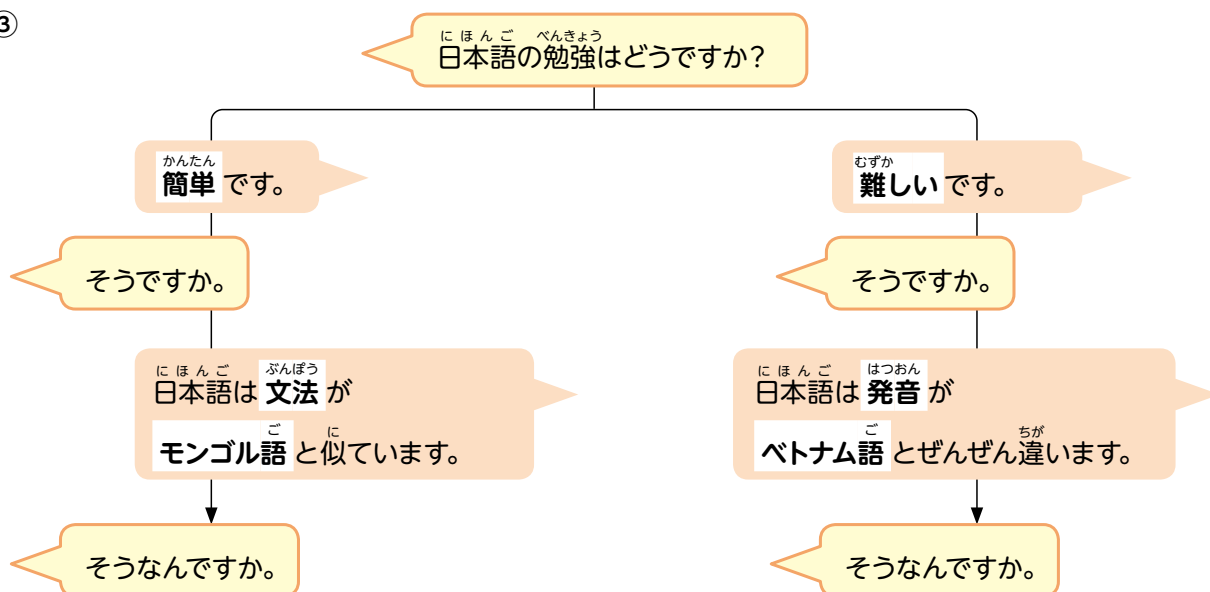 ③
にほんご べんきょう
日本語の勉強はどうですか？
かんたん
簡単 です。
そうですか。
にほんご ぶんぽう
日本語は 文法 が
ご に
モンゴル語 と似ています。
そうなんですか。
むずか
難しい です。
そうですか。
にほんご はつおん
日本語は 発音 が
ご ちが
ベトナム語 とぜんぜん違います。
そうなんですか。